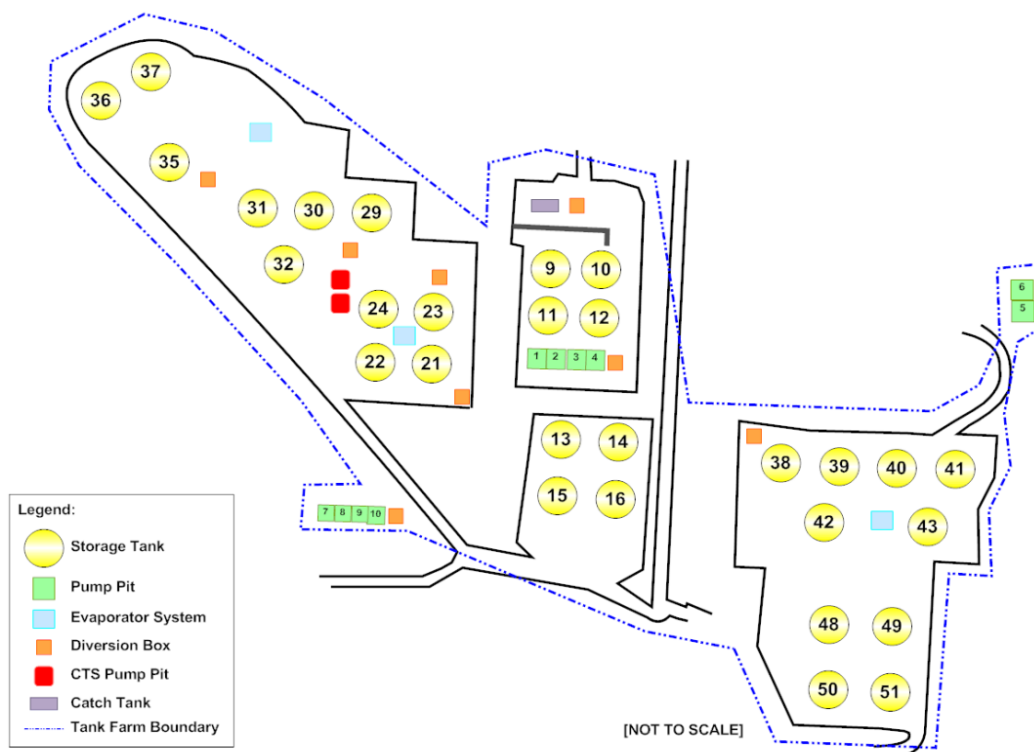 37
36
35
31 30 29
32
24 23
22 21
9 10
11 12
1 2 3 4
6
5
13 14
15 16
38 39 40 41
42 43
7 8 9 10
48 49
50 51
Legend:
Storage Tank
Pump Pit
Evaporator System
Diversion Box
CTS Pump Pit
Catch Tank
Tank Farm Boundary
[NOT TO SCALE]